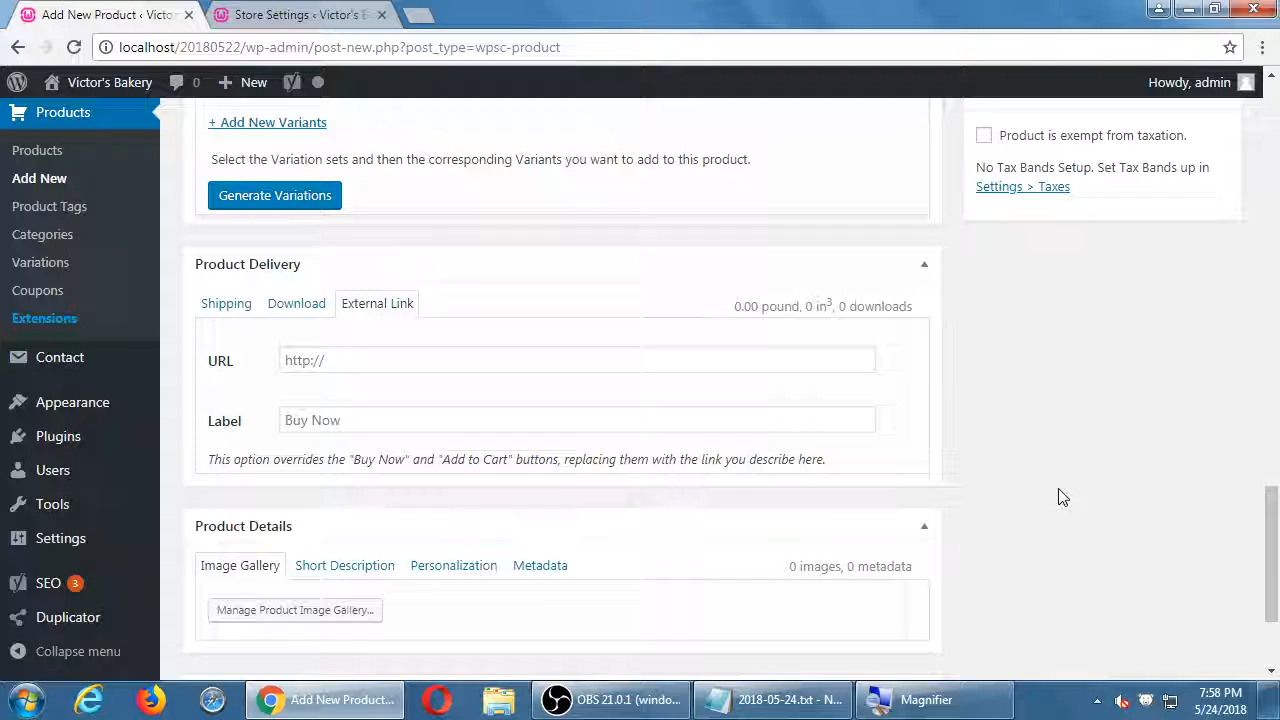 Add New Product ‹ Victo
Store Settings ‹ Victor's E
localhost/20180522/wp-admin/post-new.php?post_type=wpsc-product
Victor's Bakery
0
New
Howdy, admin
Products
Products
Add New
Product Tags
Categories
Variations
Coupons
Extensions
Contact
Appearance
Plugins
Users
Tools
Settings
SEO 3
Duplicator
Collapse menu
+ Add New Variants
Select the Variation sets and then the corresponding Variants you want to add to this product.
Generate Variations
Product is exempt from taxation.
No Tax Bands Setup. Set Tax Bands up in
Settings > Taxes
Product Delivery
Shipping Download External Link
0.00 pound, 0 in³, 0 downloads
URL http://
Label Buy Now
This option overrides the "Buy Now" and "Add to Cart" buttons, replacing them with the link you describe here.
Product Details
Image Gallery Short Description Personalization Metadata
0 images, 0 metadata
Manage Product Image Gallery...
Add New Product...
OBS 21.0.1 (windo...
2018-05-24.txt - N...
Magnifier
7:58 PM
5/24/2018